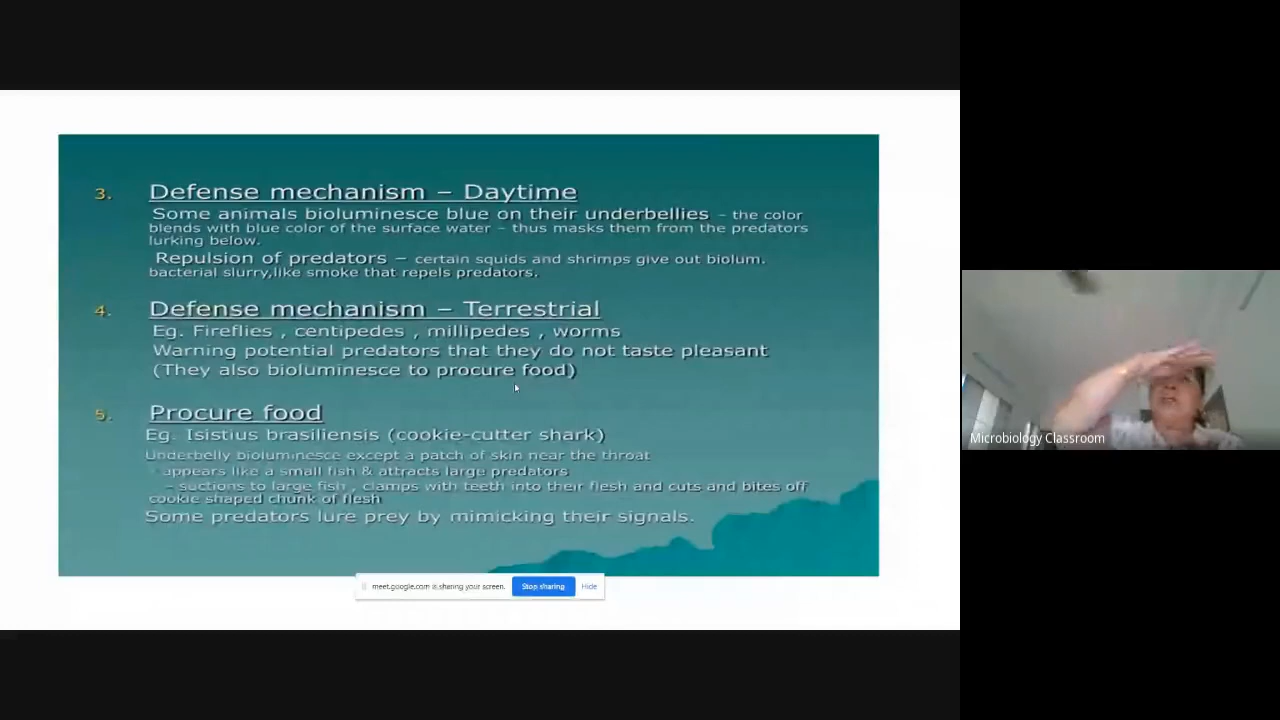 3. Defense mechanism – Daytime
Some animals bioluminesce blue on their underbellies – the color
blends with blue color of the surface water – thus masks them from the predators
lurking below.
Repulsion of predators – certain squids and shrimps give out biolum.
bacterial slurry,like smoke that repels predators.
4. Defense mechanism – Terrestrial
Eg. Fireflies , centipedes , millipedes , worms
Warning potential predators that they do not taste pleasant
(They also bioluminesce to procure food)
5. Procure food
Eg. Isistius brasiliensis (cookie-cutter shark)
Underbelly bioluminesce except a patch of skin near the throat
- appears like a small fish & attracts large predators
– suctions to large fish , clamps with teeth into their flesh and cuts and bites off
cookie shaped chunk of flesh
Some predators lure prey by mimicking their signals.
meet.google.com is sharing your screen. Stop sharing Hide
Microbiology Classroom